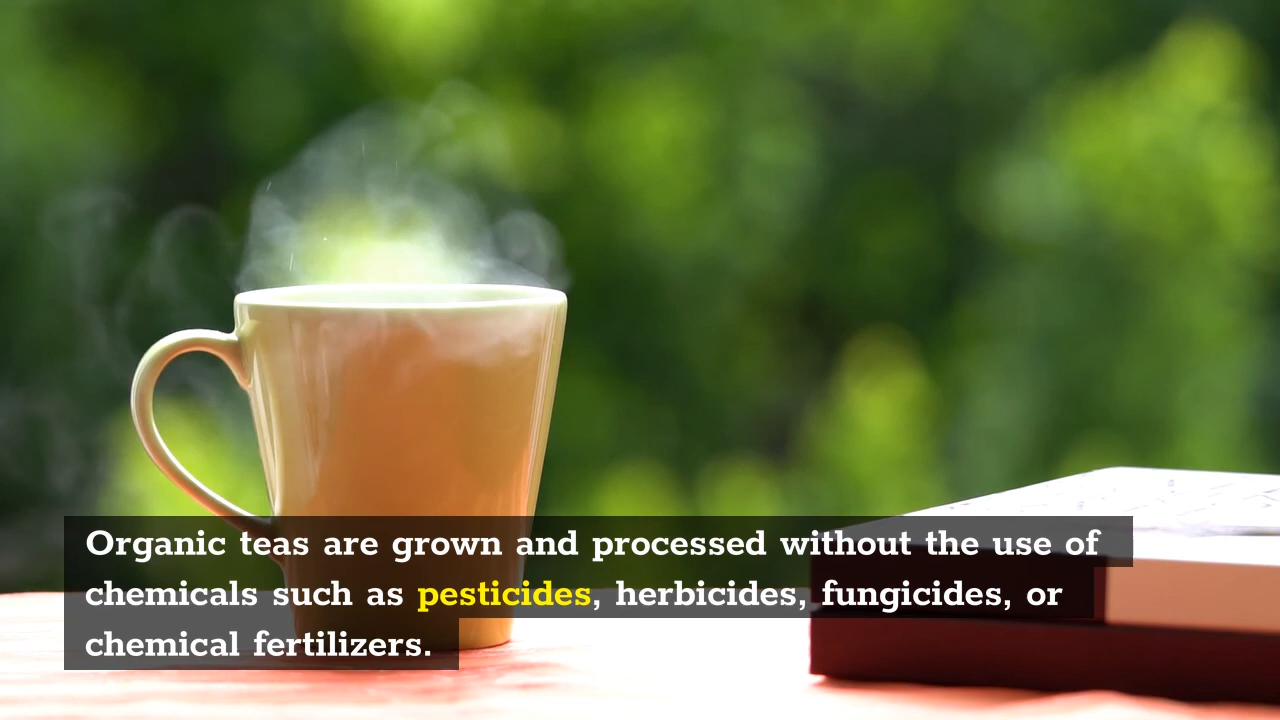 Organic teas are grown and processed without the use of
chemicals such as pesticides, herbicides, fungicides, or
chemical fertilizers.